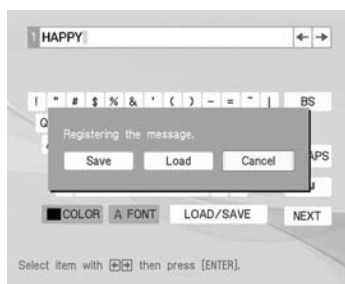 1 HAPPY ← →
! " # $ % & ' ( ) - = ~ | BS
Q
Registering the message.
Save Load Cancel
APS
COLOR A FONT LOAD/SAVE NEXT
Select item with ←→ then press [ENTER].